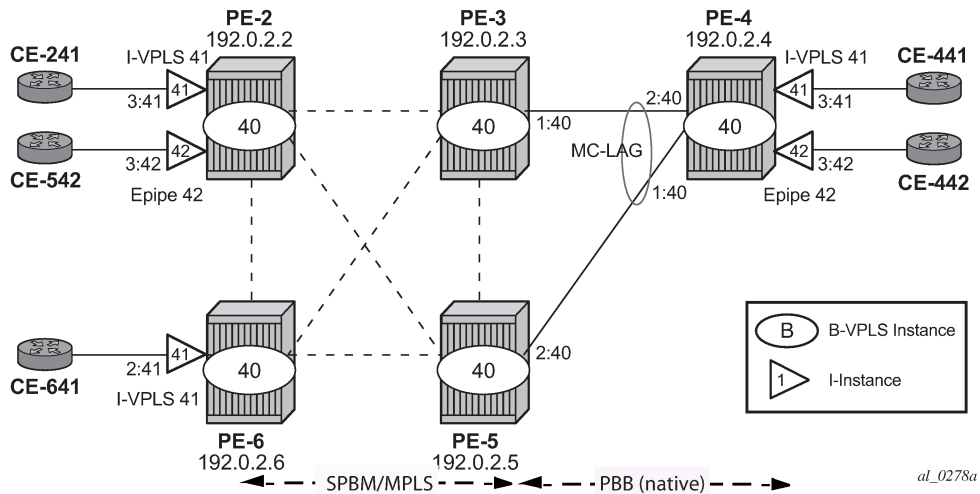 PE-2
192.0.2.2
PE-3
192.0.2.3
PE-4
192.0.2.4
CE-241
I-VPLS 41
41
3:41
40
3:42
42
CE-542
Epipe 42
40
1:40
2:40
MC-LAG
1:40
40
I-VPLS 41
41
3:41
CE-441
42
3:42
CE-442
Epipe 42
CE-641
41
2:41
I-VPLS 41
40
PE-6
192.0.2.6
40
2:40
PE-5
192.0.2.5
B
B-VPLS Instance
1
I-Instance
SPBM/MPLS
PBB (native)
al_0278a